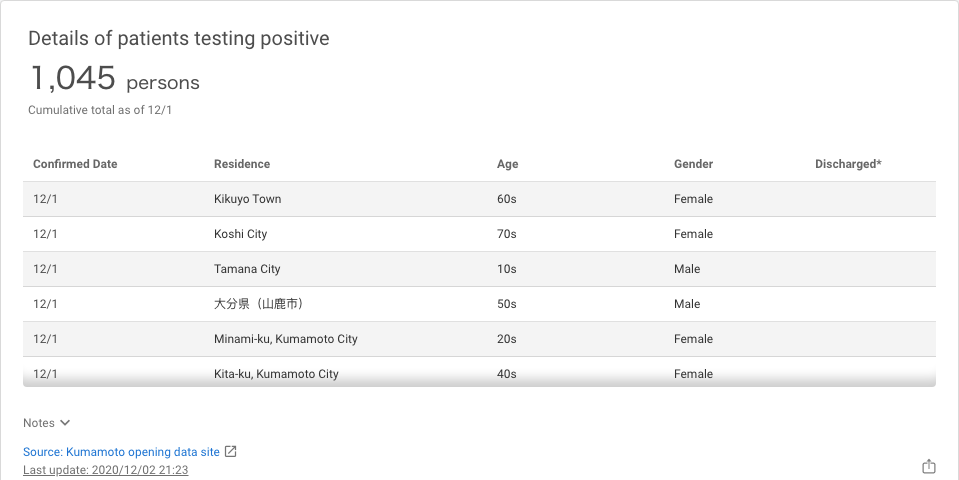 Details of patients testing positive
1,045 persons
Cumulative total as of 12/1
Confirmed Date Residence Age Gender Discharged*
12/1 Kikuyo Town 60s Female
12/1 Koshi City 70s Female
12/1 Tamana City 10s Male
12/1 大分県（山鹿市） 50s Male
12/1 Minami-ku, Kumamoto City 20s Female
12/1 Kita-ku, Kumamoto City 40s Female
Notes
Source: Kumamoto opening data site
Last update: 2020/12/02 21:23